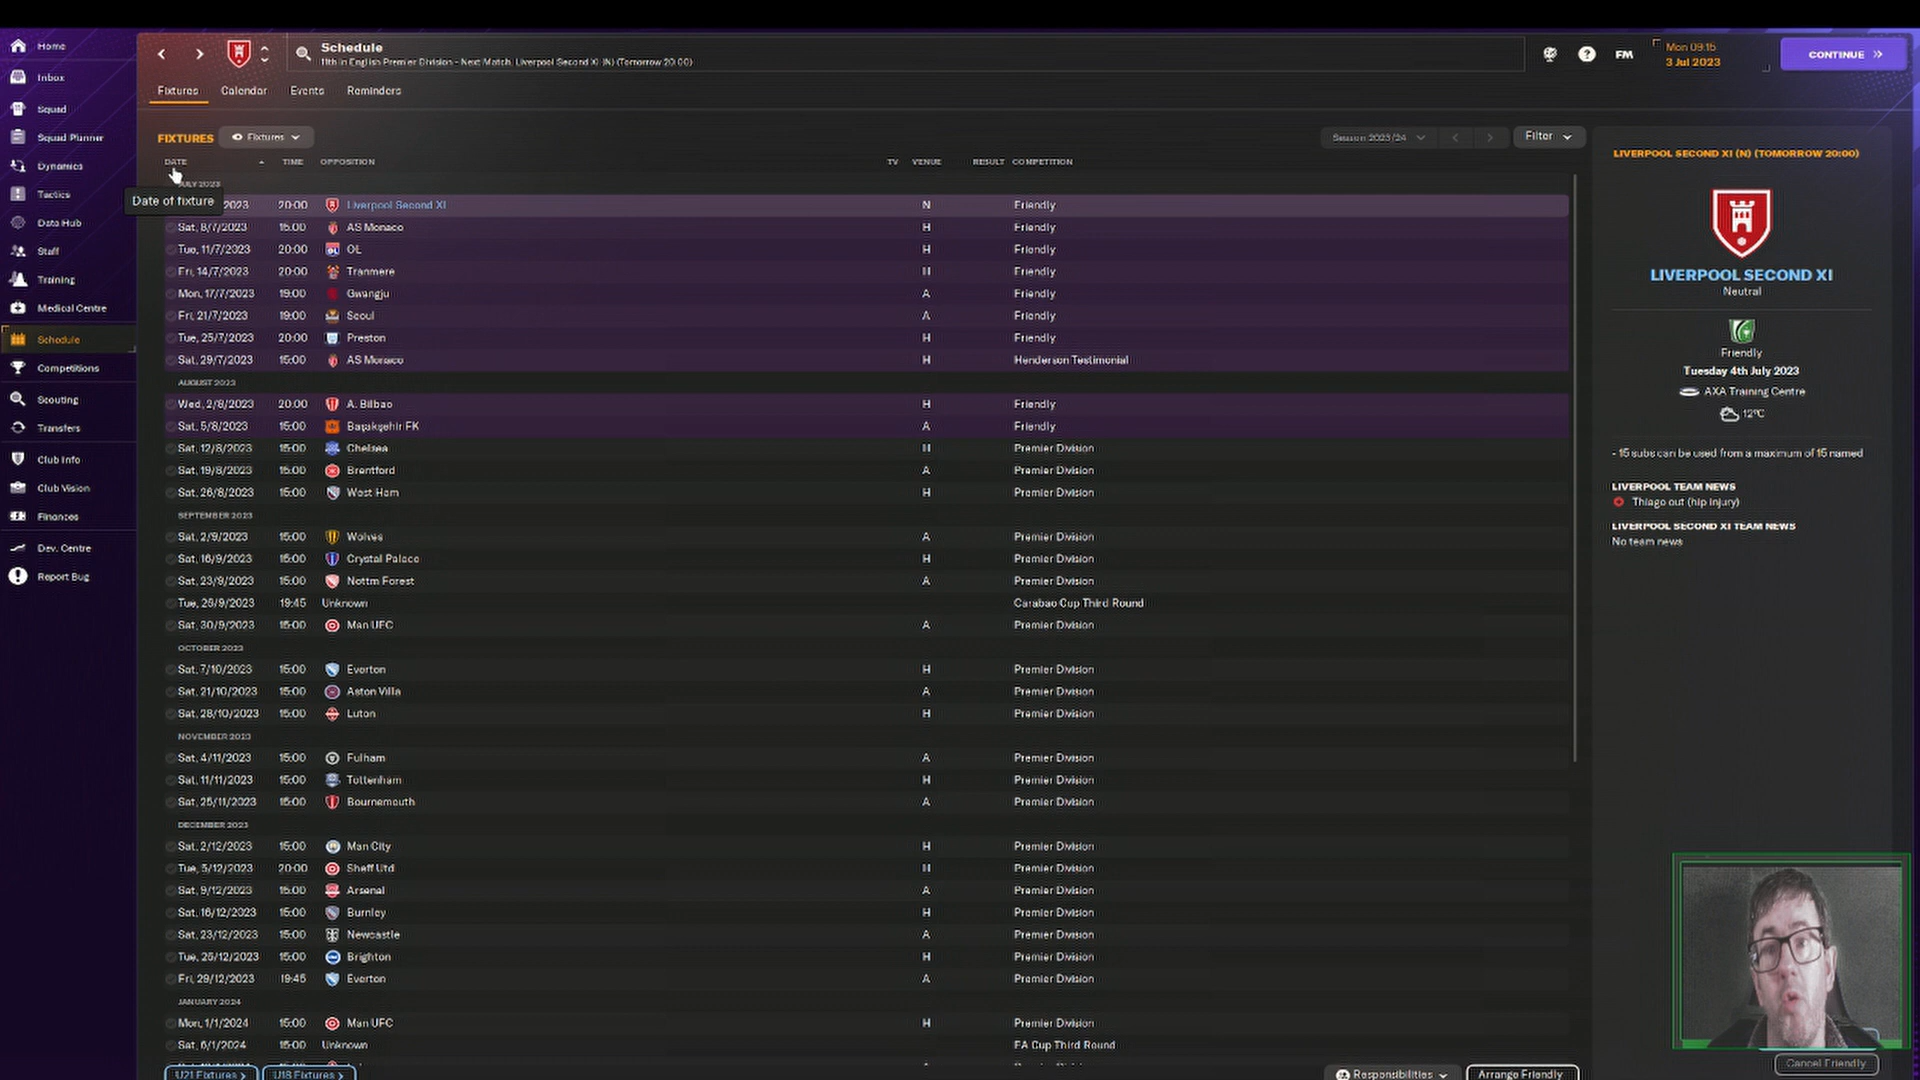 Home
Inbox
Squad
Squad Planner
Dynamics
Tactics
Data Hub
Staff
Training
Medical Centre
Schedule
Competitions
Scouting
Transfers
Club Info
Club Vision
Finances
Dev. Centre
Report Bug
Schedule
11th in English Premier Division - Next Match: Liverpool Second XI (N) (Tomorrow 20:00)
FM
Mon 09:15
3 Jul 2023
CONTINUE
Fixtures Calendar Events Reminders
FIXTURES Fixtures Season 2023/24 Filter
DATE TIME OPPOSITION TV VENUE RESULT COMPETITION
JULY 2023
Date of fixture
2023 20:00 Liverpool Second XI N Friendly
Sat, 8/7/2023 15:00 AS Monaco H Friendly
Tue, 11/7/2023 20:00 OL H Friendly
Fri, 14/7/2023 20:00 Tranmere H Friendly
Mon, 17/7/2023 19:00 Gwangju A Friendly
Fri, 21/7/2023 19:00 Seoul A Friendly
Tue, 25/7/2023 20:00 Preston H Friendly
Sat, 29/7/2023 15:00 AS Monaco H Henderson Testimonial
AUGUST 2023
Wed, 2/8/2023 20:00 A. Bilbao H Friendly
Sat, 5/8/2023 15:00 Başakşehir FK A Friendly
Sat, 12/8/2023 15:00 Chelsea H Premier Division
Sat, 19/8/2023 15:00 Brentford A Premier Division
Sat, 26/8/2023 15:00 West Ham H Premier Division
SEPTEMBER 2023
Sat, 2/9/2023 15:00 Wolves A Premier Division
Sat, 16/9/2023 15:00 Crystal Palace H Premier Division
Sat, 23/9/2023 15:00 Nottm Forest A Premier Division
Tue, 26/9/2023 19:45 Unknown Carabao Cup Third Round
Sat, 30/9/2023 15:00 Man UFC A Premier Division
OCTOBER 2023
Sat, 7/10/2023 15:00 Everton H Premier Division
Sat, 21/10/2023 15:00 Aston Villa A Premier Division
Sat, 28/10/2023 15:00 Luton H Premier Division
NOVEMBER 2023
Sat, 4/11/2023 15:00 Fulham A Premier Division
Sat, 11/11/2023 15:00 Tottenham H Premier Division
Sat, 25/11/2023 15:00 Bournemouth A Premier Division
DECEMBER 2023
Sat, 2/12/2023 15:00 Man City H Premier Division
Tue, 5/12/2023 20:00 Sheff Utd H Premier Division
Sat, 9/12/2023 15:00 Arsenal A Premier Division
Sat, 16/12/2023 15:00 Burnley H Premier Division
Sat, 23/12/2023 15:00 Newcastle A Premier Division
Tue, 26/12/2023 15:00 Brighton H Premier Division
Fri, 29/12/2023 19:45 Everton A Premier Division
JANUARY 2024
Mon, 1/1/2024 15:00 Man UFC H Premier Division
Sat, 6/1/2024 15:00 Unknown FA Cup Third Round
U21 Fixtures > U18 Fixtures > Responsibilities Arrange Friendly
LIVERPOOL SECOND XI (N) (TOMORROW 20:00)
LIVERPOOL SECOND XI
Neutral
Friendly
Tuesday 4th July 2023
AXA Training Centre
12°C
- 15 subs can be used from a maximum of 15 named
LIVERPOOL TEAM NEWS
Thiago out (hip injury)
LIVERPOOL SECOND XI TEAM NEWS
No team news
Cancel Friendly